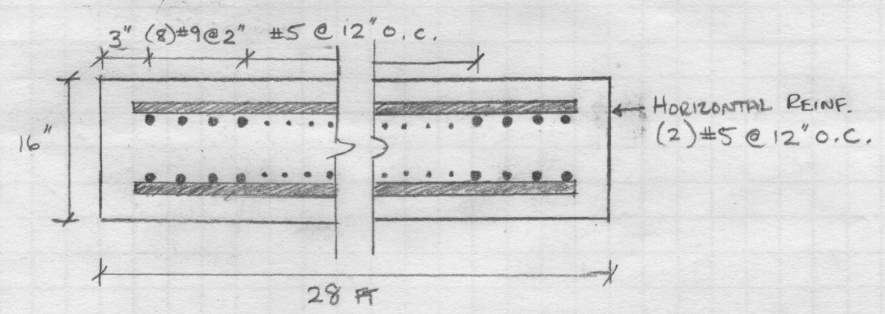 3" (8)#9@2" #5 @ 12" O.C.
16"
HORIZONTAL REINF.
(2)#5 @ 12" O.C.
28 FT